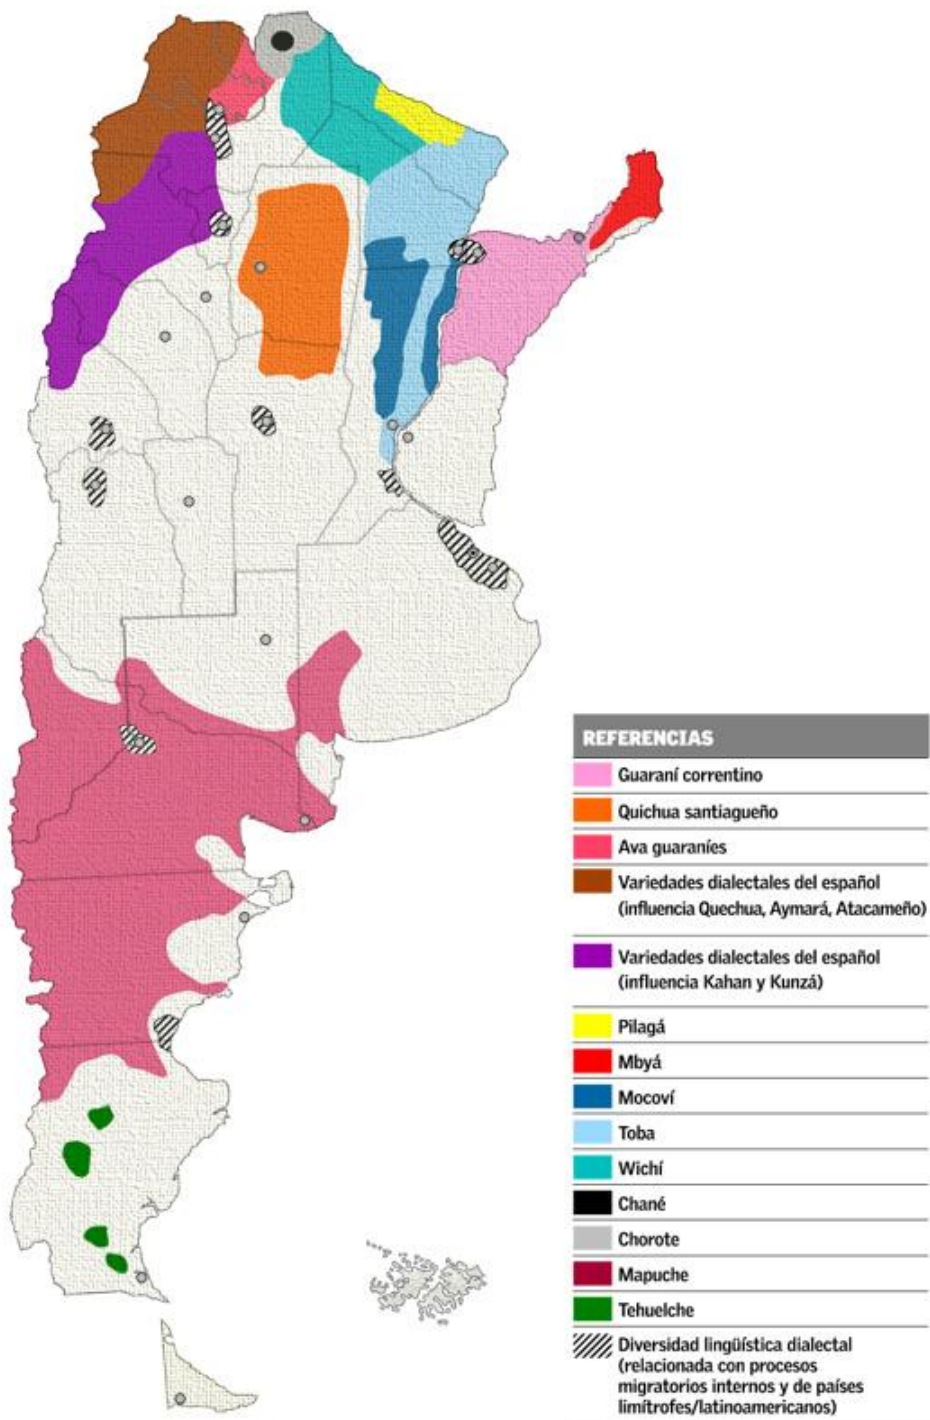 REFERENCIAS
Guaraní correntino
Quichua santiagueño
Ava guaraníes
Variedades dialectales del español
(influencia Quechua, Aymará, Atacameño)
Variedades dialectales del español
(influencia Kahan y Kunzá)
Pilagá
Mbyá
Mocoví
Toba
Wichí
Chané
Chorote
Mapuche
Tehuelche
Diversidad lingüística dialectal
(relacionada con procesos
migratorios internos y de países
limítrofes/latinoamericanos)